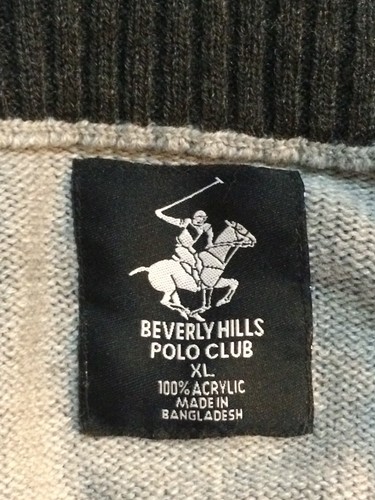 BEVERLY HILLS
POLO CLUB
XL
100% ACRYLIC
MADE IN
BANGLADESH